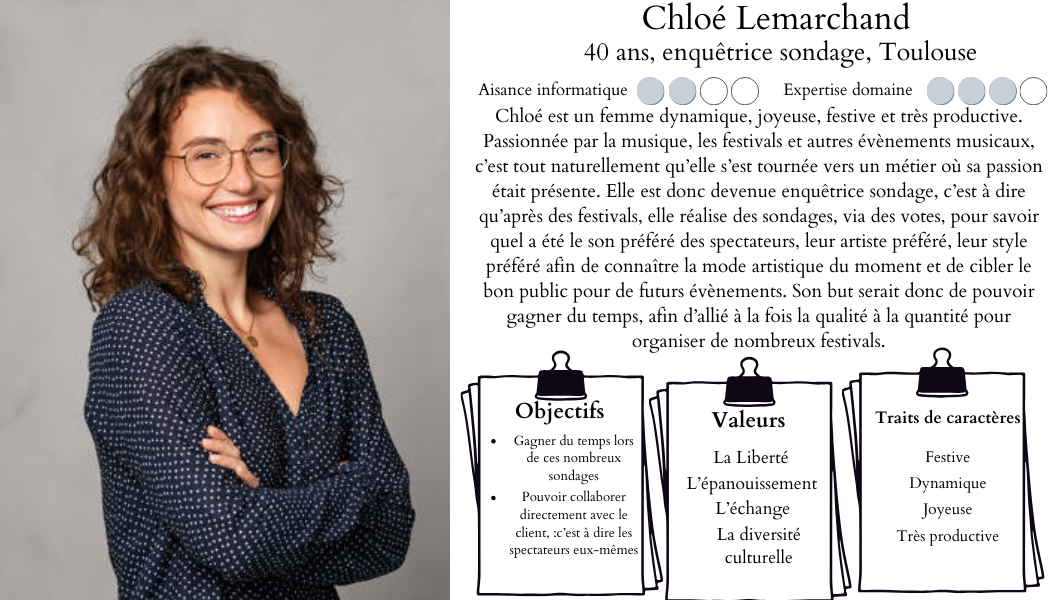 Chloé Lemarchand
40 ans, enquêtrice sondage, Toulouse
Aisance informatique
Expertise domaine
Chloé est un femme dynamique, joyeuse, festive et très productive.
Passionnée par la musique, les festivals et autres évènements musicaux,
c'est tout naturellement qu'elle s'est tournée vers un métier où sa passion
était présente. Elle est donc devenue enquêtrice sondage, c'est à dire
qu'après des festivals, elle réalise des sondages, via des votes, pour savoir
quel a été le son préféré des spectateurs, leur artiste préféré, leur style
préféré afin de connaître la mode artistique du moment et de cibler le
bon public pour de futurs évènements. Son but serait donc de pouvoir
gagner du temps, afin d'allié à la fois la qualité à la quantité pour
organiser de nombreux festivals.
Objectifs
• Gagner du temps lors
de ces nombreux
sondages
• Pouvoir collaborer
directement avec le
client, :c'est à dire les
spectateurs eux-mêmes
Valeurs
La Liberté
L'épanouissement
L'échange
La diversité
culturelle
Traits de caractères
Festive
Dynamique
Joyeuse
Très productive